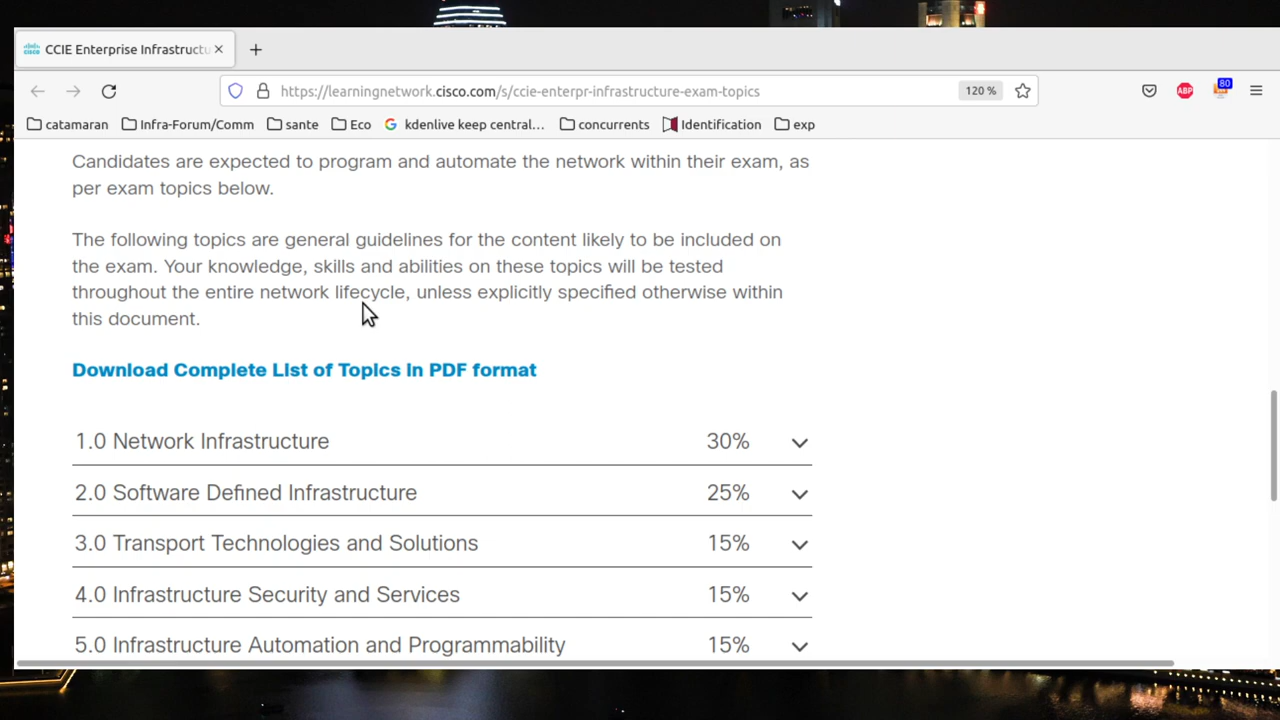 CISCO
CCIE Enterprise Infrastructu
80
https://learningnetwork.cisco.com/s/ccie-enterpr-infrastructure-exam-topics
120 %
ABP
catamaran
Infra-Forum/Comm
sante
Eco
G kdenlive keep central…
concurrents
Identification
exp
Candidates are expected to program and automate the network within their exam, as
per exam topics below.
The following topics are general guidelines for the content likely to be included on
the exam. Your knowledge, skills and abilities on these topics will be tested
throughout the entire network lifecycle, unless explicitly specified otherwise within
this document.
Download Complete List of Topics in PDF format
1.0 Network Infrastructure 30%
2.0 Software Defined Infrastructure 25%
3.0 Transport Technologies and Solutions 15%
4.0 Infrastructure Security and Services 15%
5.0 Infrastructure Automation and Programmability 15%